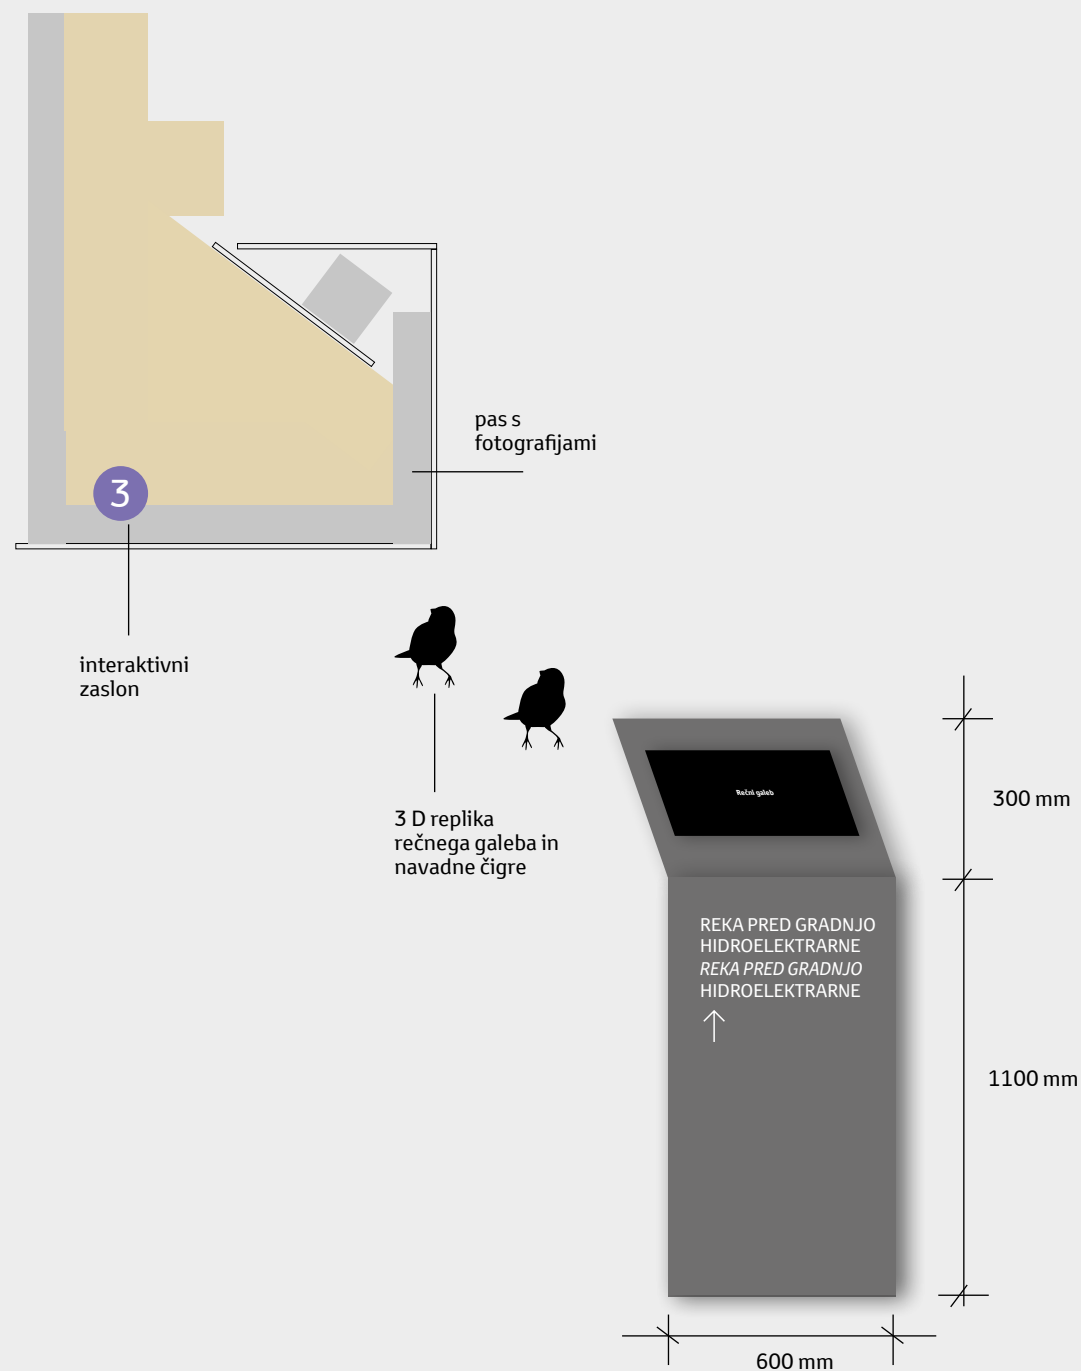 pas s
fotografijami
3
interaktivni
zaslon
3 D replika
rečnega galeba in
navadne čigre
Rečni galeb
300 mm
REKA PRED GRADNJO
HIDROELEKTRARNE
REKA PRED GRADNJO
HIDROELEKTRARNE
1100 mm
600 mm